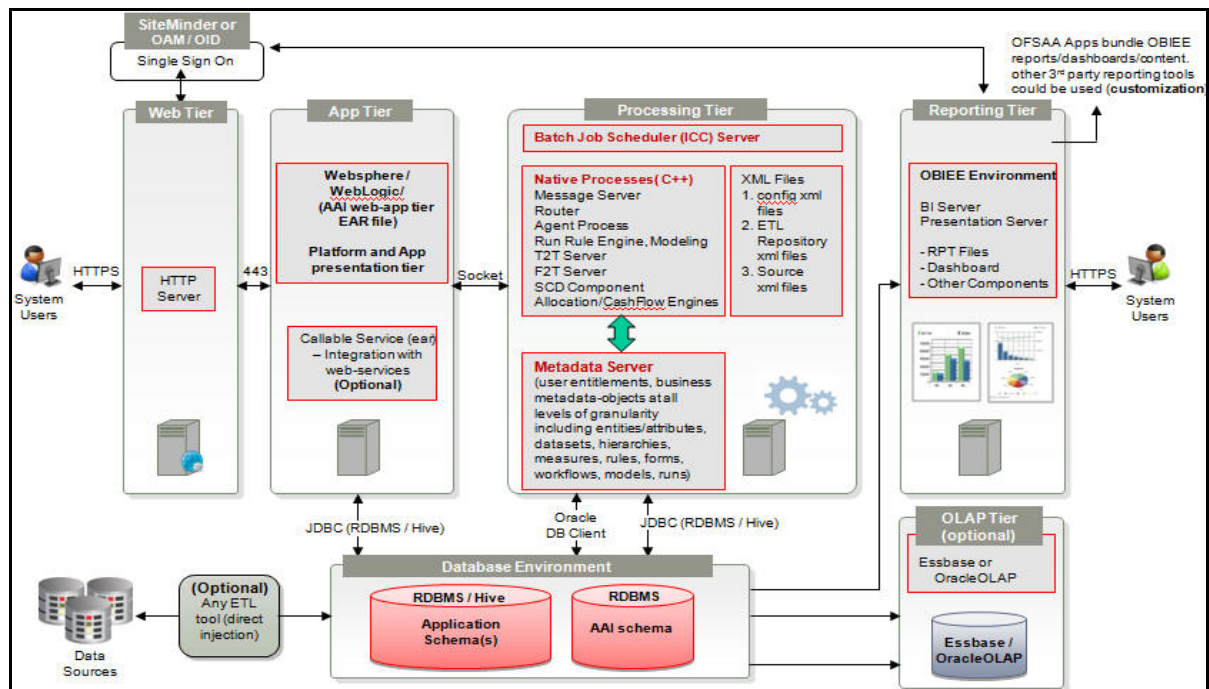 SiteMinder or
OAM / OID
Single Sign On
OFSAA Apps bundle OBIEE
reports/dashboards/content.
other 3rd party reporting tools
could be used (customization)
Web Tier
App Tier
Processing Tier
Reporting Tier
Batch Job Scheduler (ICC) Server
Websphere /
WebLogic/
(AAI web-app tier
EAR file)
Platform and App
presentation tier
Native Processes( C++)
Message Server
Router
Agent Process
Run Rule Engine, Modeling
T2T Server
F2T Server
SCD Component
Allocation/CashFlow Engines
XML Files
1. config xml
files
2. ETL
Repository
xml files
3. Source
xml files
OBIEE Environment
BI Server
Presentation Server
- RPT Files
- Dashboard
- Other Components
System
Users
HTTPS
HTTP
Server
443
Socket
HTTPS
System
Users
Callable Service (ear)
– Integration with
web-services
(Optional)
Metadata Server
(user entitlements, business
metadata-objects at all
levels of granularity
including entities/attributes,
datasets, hierarchies,
measures, rules, forms,
workflows, models, runs)
JDBC (RDBMS / Hive)
Oracle
DB Client
JDBC (RDBMS / Hive)
OLAP Tier
(optional)
Essbase or
OracleOLAP
Essbase /
OracleOLAP
Database Environment
RDBMS / Hive
Application
Schema(s)
RDBMS
AAI schema
(Optional)
Any ETL
tool (direct
injection)
Data
Sources